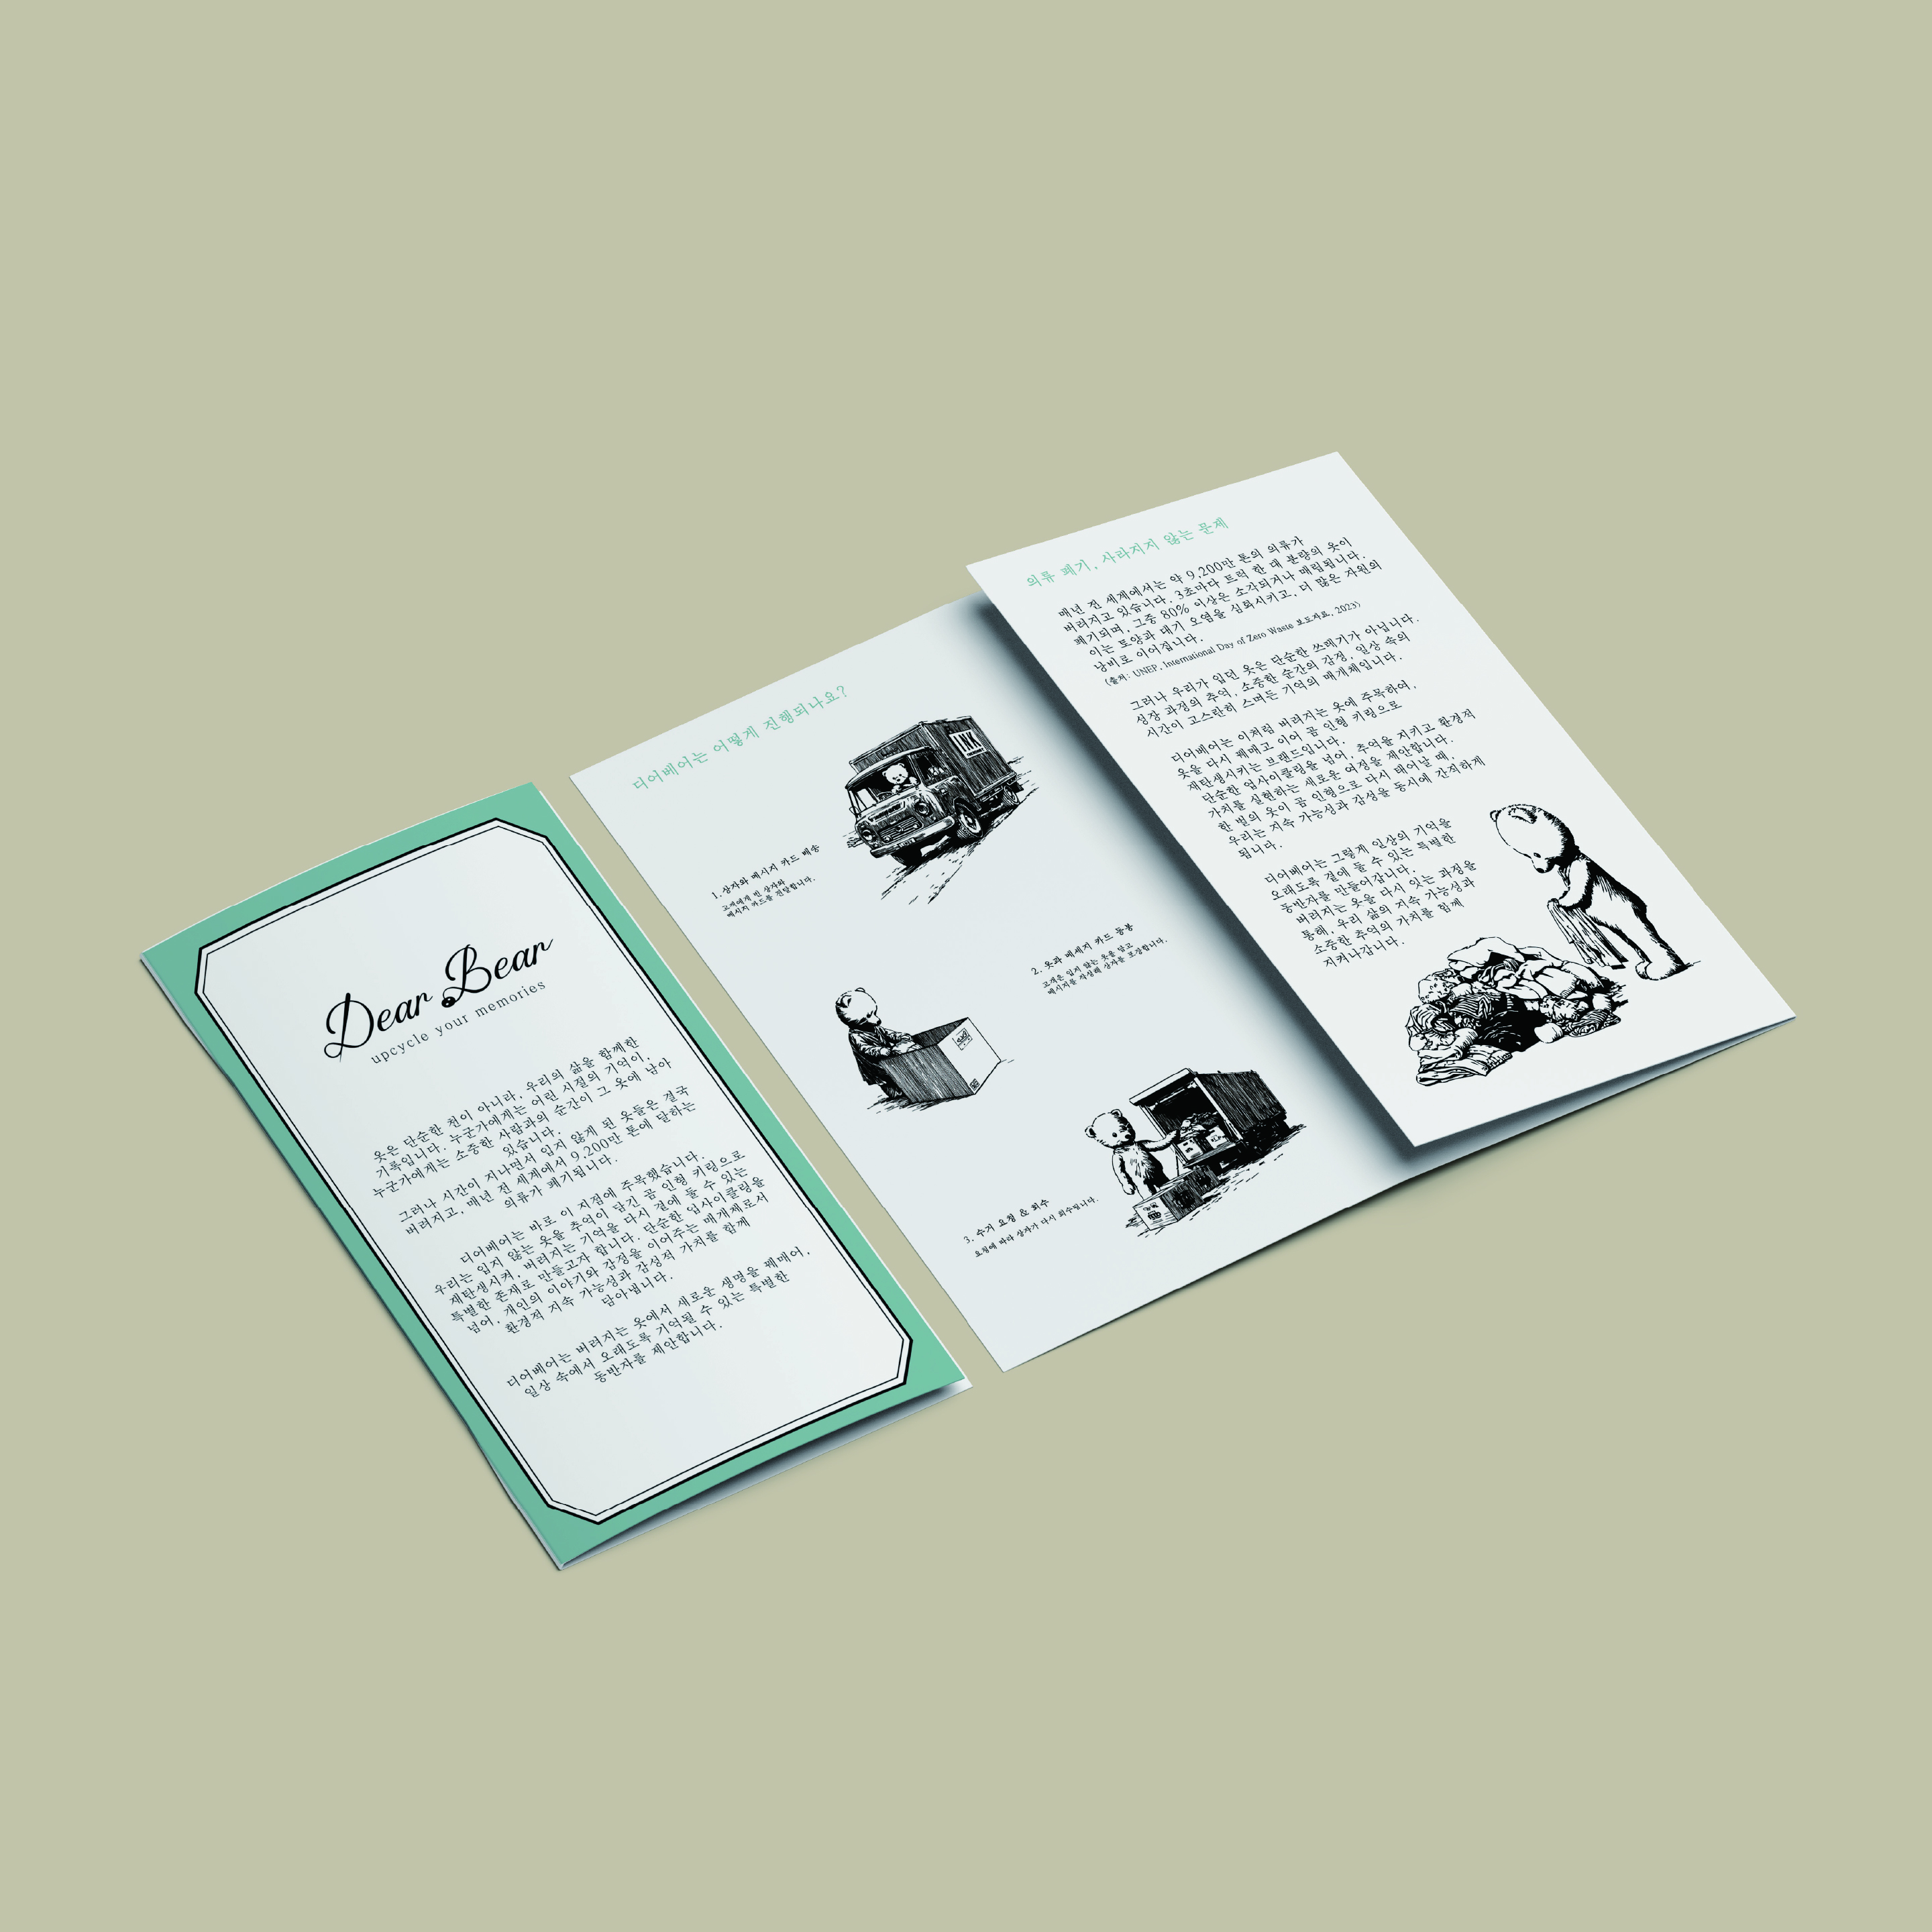 Dear Bear
upcycle your memories
옷은 단순한 천이 아니라, 우리의 삶을 함께한
기록입니다. 누군가에게는 어린 시절의 기억이,
누군가에게는 소중한 사람과의 순간이 그 옷에 남아
있습니다.
그러나 시간이 지나면서 입지 않게 된 옷들은 결국
버려지고, 매년 전 세계에서 9,200만 톤에 달하는
의류가 폐기됩니다.
디어베어는 바로 이 지점에 주목했습니다.
우리는 입지 않는 옷을 추억이 담긴 곰 인형 키링으로
재탄생시켜, 버려지는 기억을 다시 곁에 둘 수 있는
특별한 존재로 만들고자 합니다. 단순한 업사이클링을
넘어, 개인의 이야기와 감정을 이어주는 매개체로서
환경적 지속 가능성과 감성적 가치를 함께
담아냅니다.
디어베어는 버려지는 옷에서 새로운 생명을 꿰매어,
일상 속에서 오래도록 기억될 수 있는 특별한
동반자를 제안합니다.
디어베어는 어떻게 진행되나요?
INK
1. 상자와 메시지 카드 배송
고객에게 빈 상자와
메시지 카드를 전달합니다.
2. 옷과 메세지 카드 동봉
고객은 입지 않는 옷을 담고
메시지를 작성해 상자를 포장합니다.
3. 수거 요청 & 회수
요청에 따라 상자가 다시 회수됩니다.
의류 폐기, 사라지지 않는 문제
매년 전 세계에서는 약 9,200만 톤의 의류가
버려지고 있습니다. 3초마다 트럭 한 대 분량의 옷이
폐기되며, 그중 80% 이상은 소각되거나 매립됩니다.
이는 토양과 대기 오염을 심화시키고, 더 많은 자원의
낭비로 이어집니다.
(출처: UNEP, International Day of Zero Waste 보도자료, 2023)
그러나 우리가 입던 옷은 단순한 쓰레기가 아닙니다.
성장 과정의 추억, 소중한 순간의 감정, 일상 속의
시간이 고스란히 스며든 기억의 매개체입니다.
디어베어는 이처럼 버려지는 옷에 주목하여,
옷을 다시 꿰매고 이어 곰 인형 키링으로
재탄생시키는 브랜드입니다.
단순한 업사이클링을 넘어, 추억을 지키고 환경적
가치를 실현하는 새로운 여정을 제안합니다.
한 벌의 옷이 곰 인형으로 다시 태어날 때,
우리는 지속 가능성과 감성을 동시에 간직하게
됩니다.
디어베어는 그렇게 일상의 기억을
오래도록 곁에 둘 수 있는 특별한
동반자를 만들어갑니다.
버려지는 옷을 다시 잇는 과정을
통해, 우리 삶의 지속 가능성과
소중한 추억의 가치를 함께
지켜나갑니다.